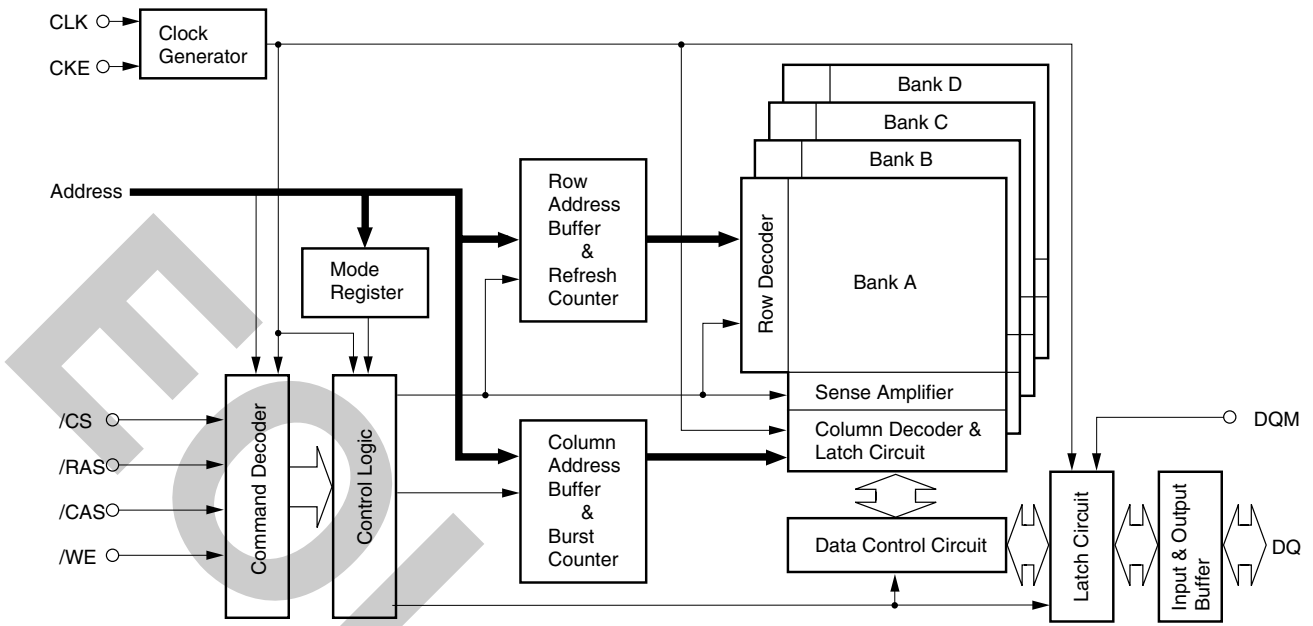 CLK
CKE
Clock
Generator
Bank D
Bank C
Bank B
Bank A
Address
Row
Address
Buffer
&
Refresh
Counter
Row Decoder
Mode
Register
Sense Amplifier
Column Decoder &
Latch Circuit
/CS
/RAS
/CAS
/WE
Command Decoder
Control Logic
Column
Address
Buffer
&
Burst
Counter
Data Control Circuit
Latch Circuit
Input & Output
Buffer
DQM
DQ
EO